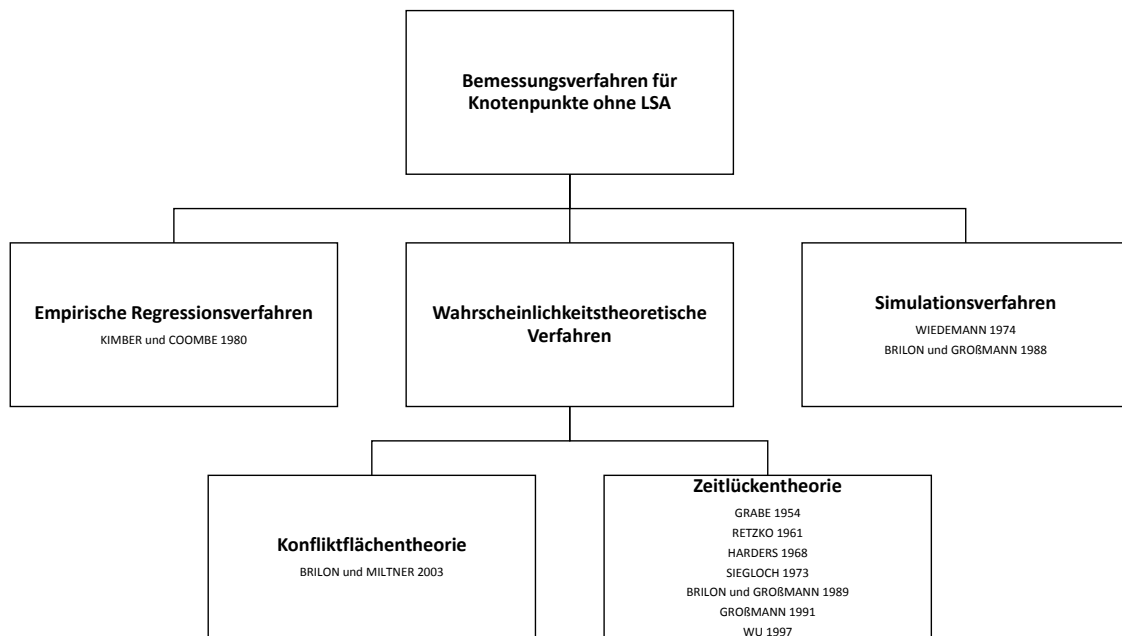 Bemessungsverfahren für
Knotenpunkte ohne LSA
Empirische Regressionsverfahren
KIMBER und COOMBE 1980
Wahrscheinlichkeitstheoretische
Verfahren
Simulationsverfahren
WIEDEMANN 1974
BRILON und GROßMANN 1988
Konfliktflächentheorie
BRILON und MILTNER 2003
Zeitlückentheorie
GRABE 1954
RETZKO 1961
HARDERS 1968
SIEGLOCH 1973
BRILON und GROßMANN 1989
GROßMANN 1991
WU 1997